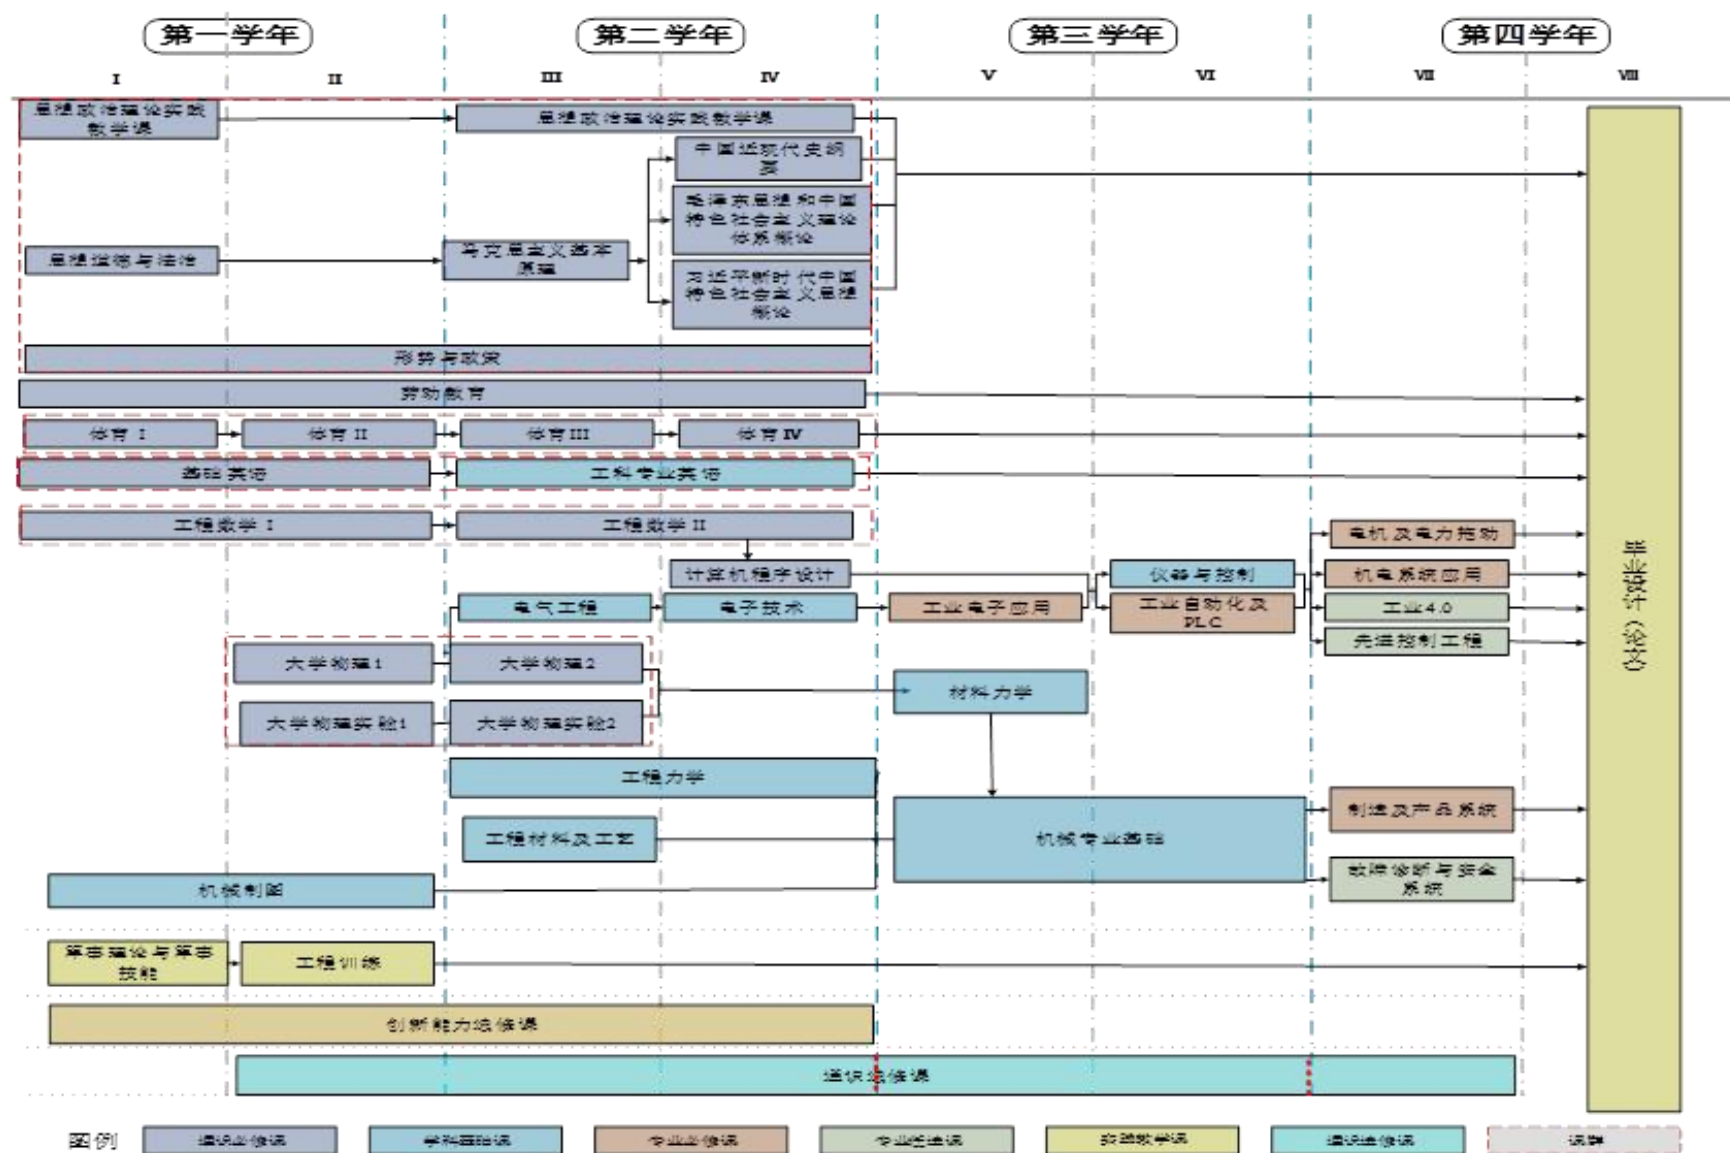 第一学年
第二学年
第三学年
第四学年
I
II
III
IV
V
VI
VII
VIII
思想政治理论实践
教学课
思想政治理论实践教学课
中国近现代史纲
要
毛泽东思想和中国
特色社会主义理论
体系概论
思想道德与法治
马克思主义基本
原理
习近平新时代中国
特色社会主义思想
概论
形势与政策
劳动教育
体育 I
体育 II
体育III
体育IV
基础英语
工科专业英语
工程数学 I
工程数学 II
电机及电力拖动
计算机程序设计
仪器与控制
机电系统应用
电气工程
电子技术
工业电子应用
工业自动化及
PLC
工业4.0
先进控制工程
毕业设计（论文）
大学物理1
大学物理2
材料力学
大学物理实验1
大学物理实验2
工程力学
工程材料及工艺
机械专业基础
制造及产品系统
机械制图
故障诊断与安全
系统
军事理论与军事
技能
工程训练
创新能力选修课
通识选修课
图例
通识必修课
学科基础课
专业必修课
专业任选课
实践教学课
通识选修课
课群